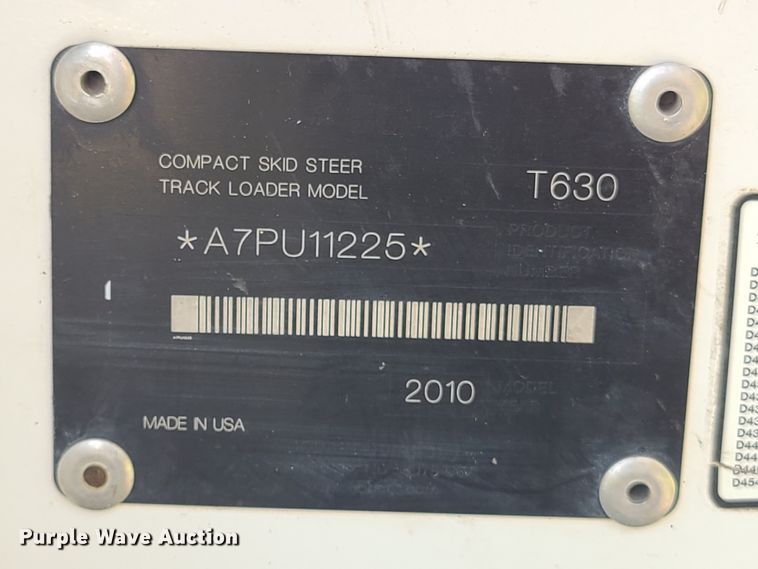 COMPACT SKID STEER
TRACK LOADER MODEL
T630
*A7PU11225*
PRODUCT
IDENTIFICATION
NUMBER
2010
MODEL
MADE IN USA
Purple Wave Auction